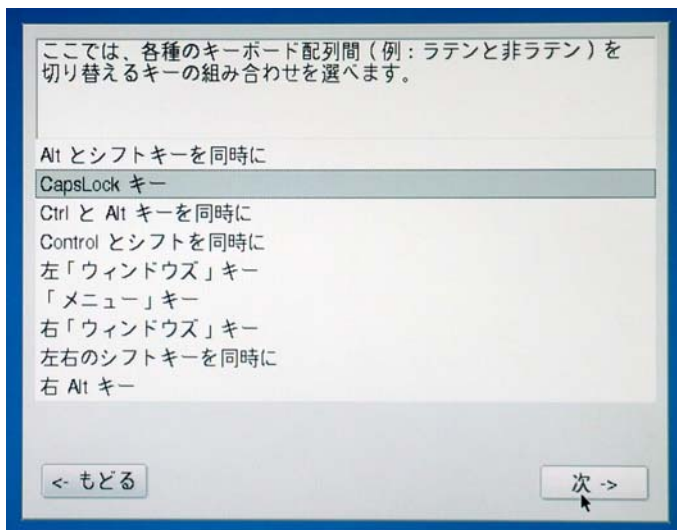 ここでは、各種のキーボード配列間(例:ラテンと非ラテン)を
切り替えるキーの組み合わせを選べます。
Alt とシフトキーを同時に
CapsLock キー
Ctrl と Alt キーを同時に
Control とシフトを同時に
左「ウィンドウズ」キー
「メニュー」キー
右「ウィンドウズ」キー
左右のシフトキーを同時に
右 Alt キー
<- もどる
次 ->